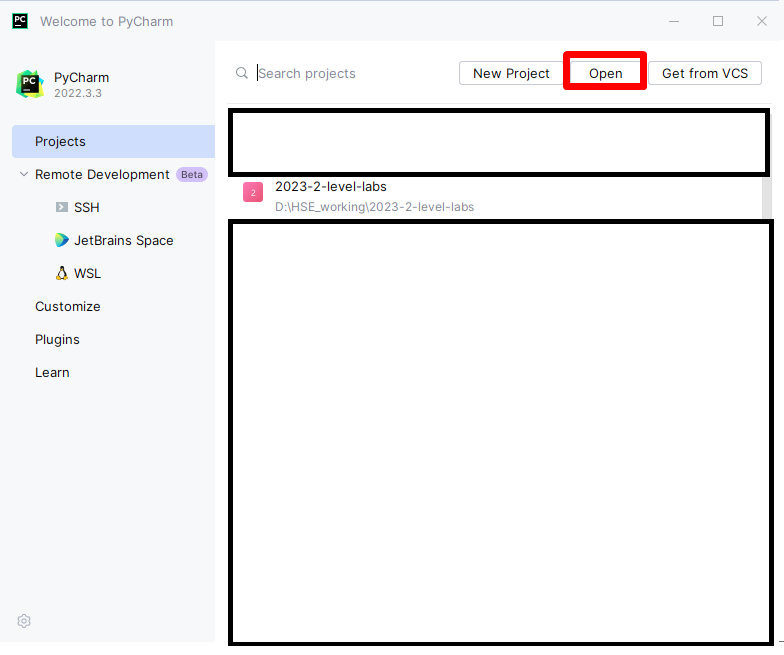 PC
Welcome to PyCharm
PC
PyCharm
2022.3.3
Search projects
New Project
Open
Get from VCS
Projects
Remote Development Beta
SSH
JetBrains Space
WSL
Customize
Plugins
Learn
2
2023-2-level-labs
D:\HSE_working\2023-2-level-labs